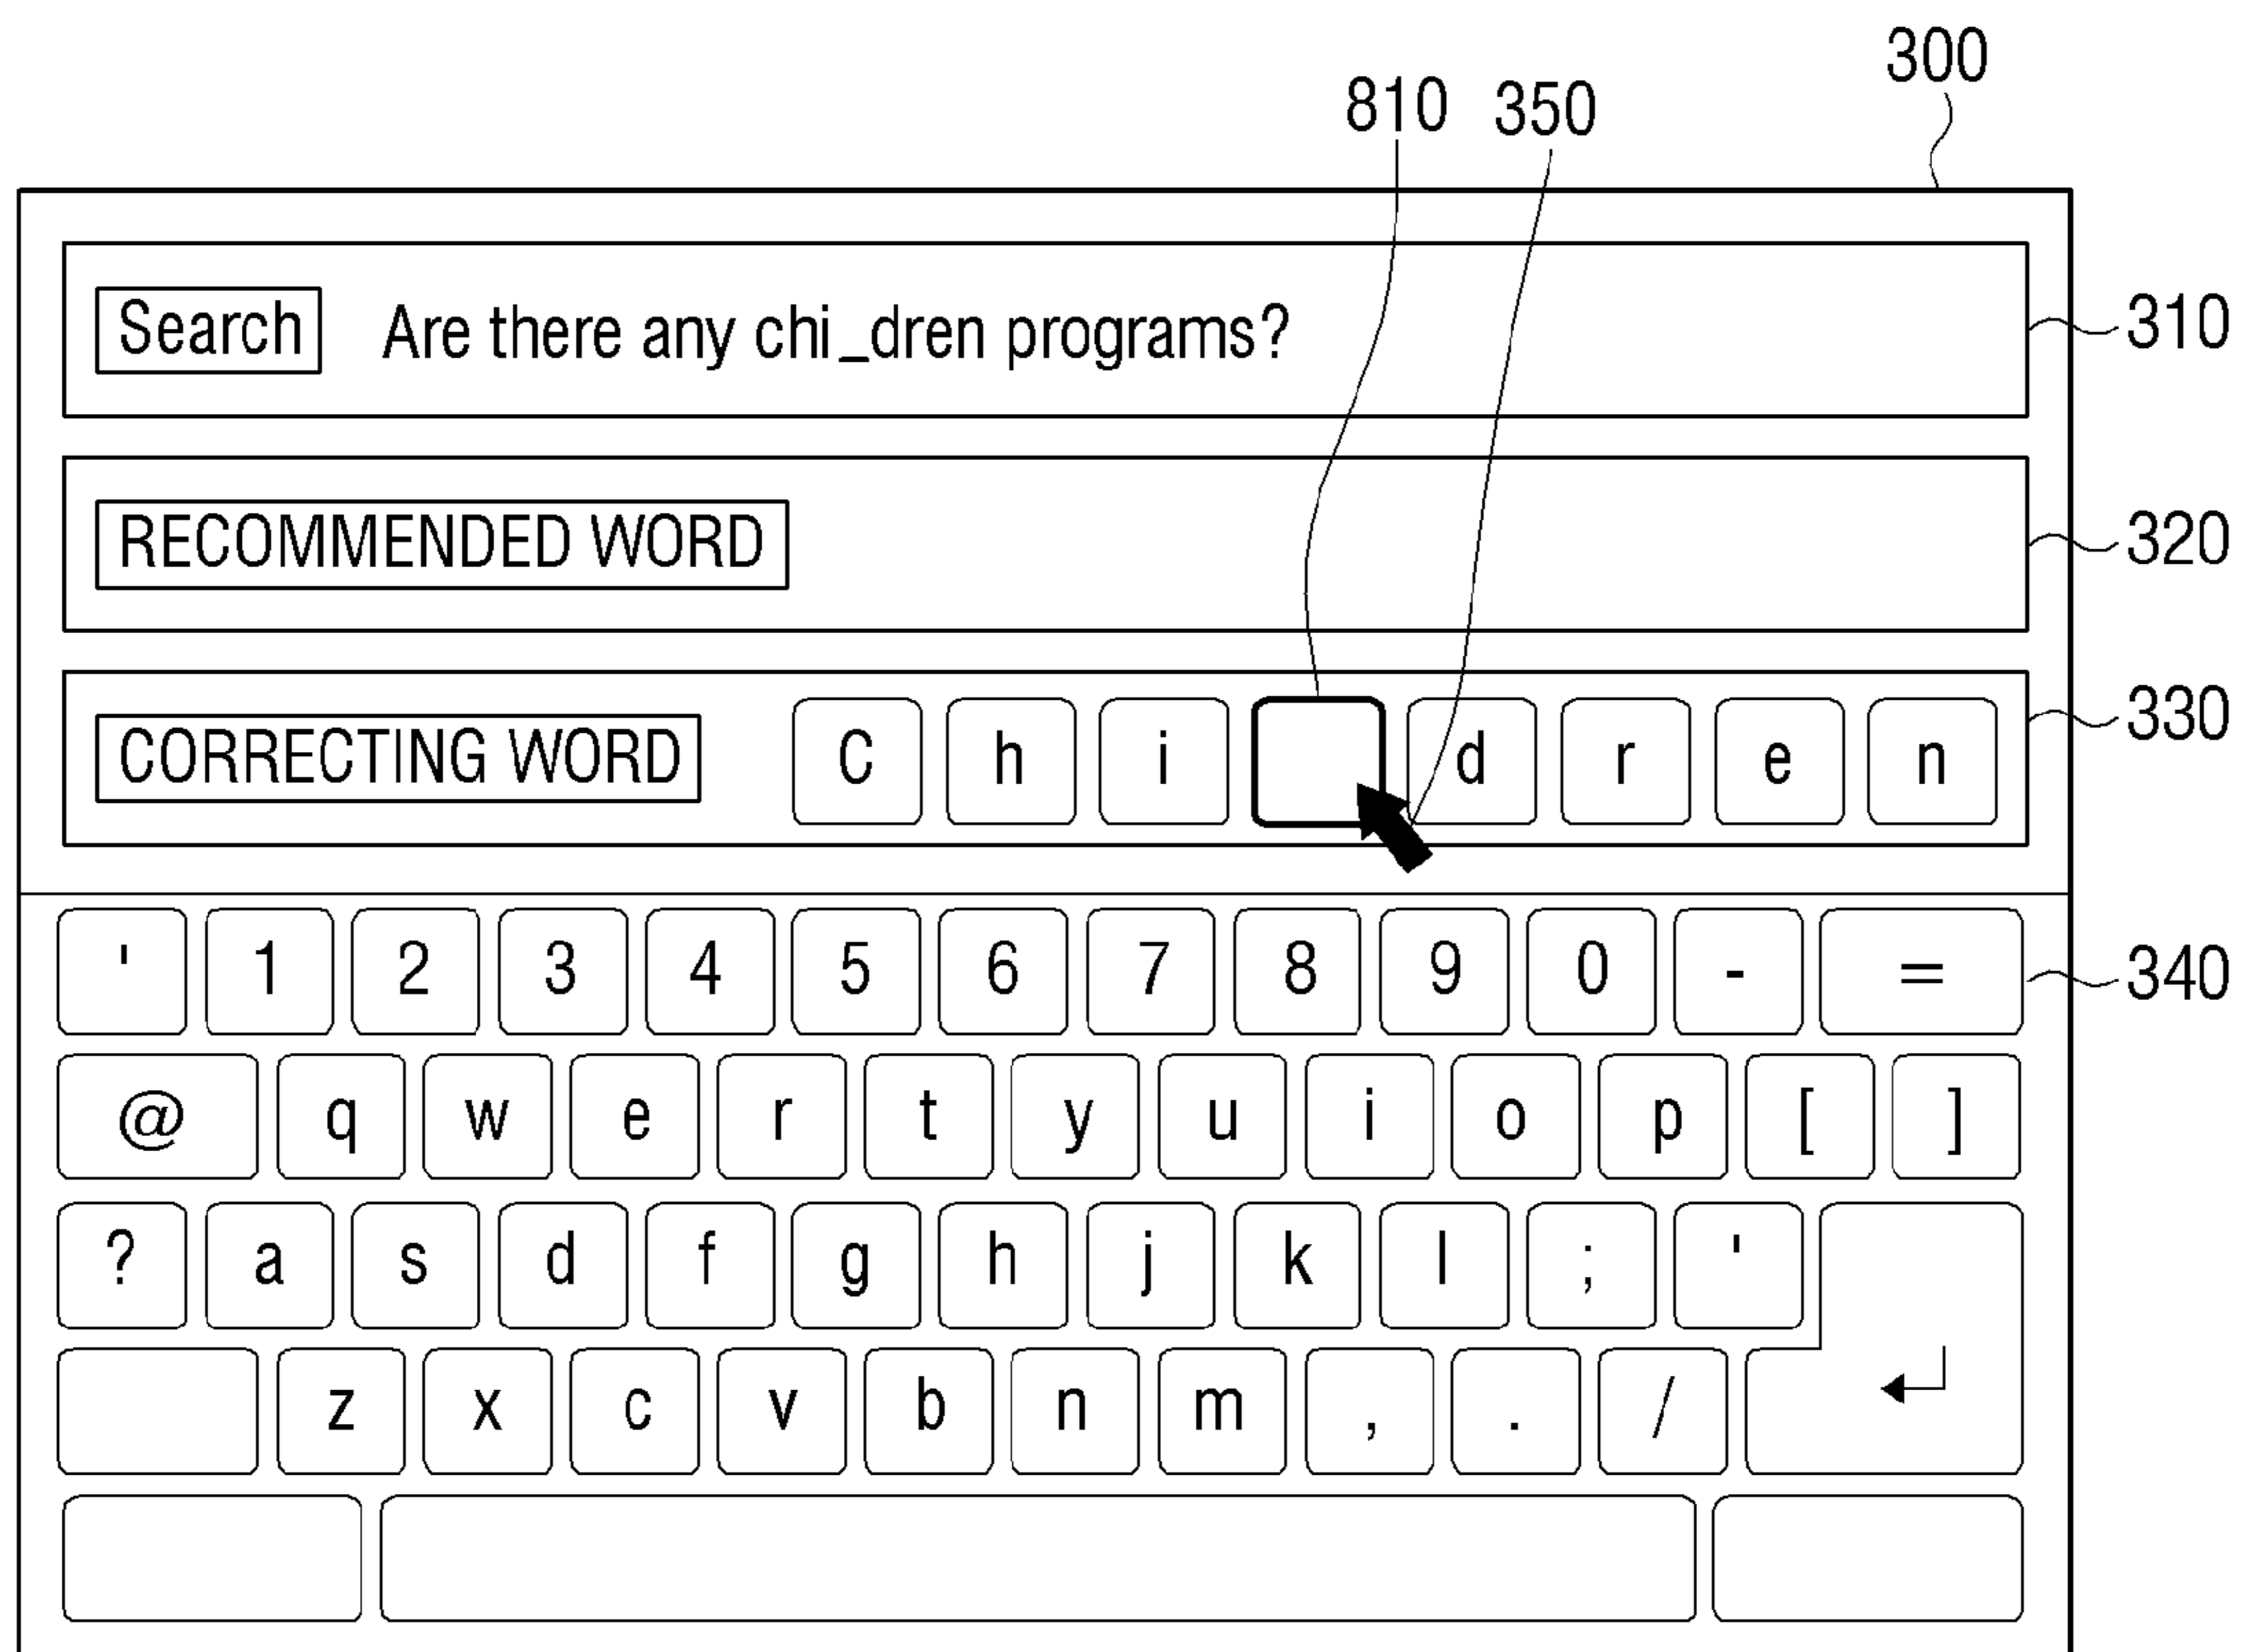 300
810 350
Search Are there any chi_dren programs? 310
RECOMMENDED WORD 320
CORRECTING WORD C h i d r e n 330
' 1 2 3 4 5 6 7 8 9 0 - = 340
@ q w e r t y u i o p [ ]
? a s d f g h j k l ; '
z x c v b n m , . /